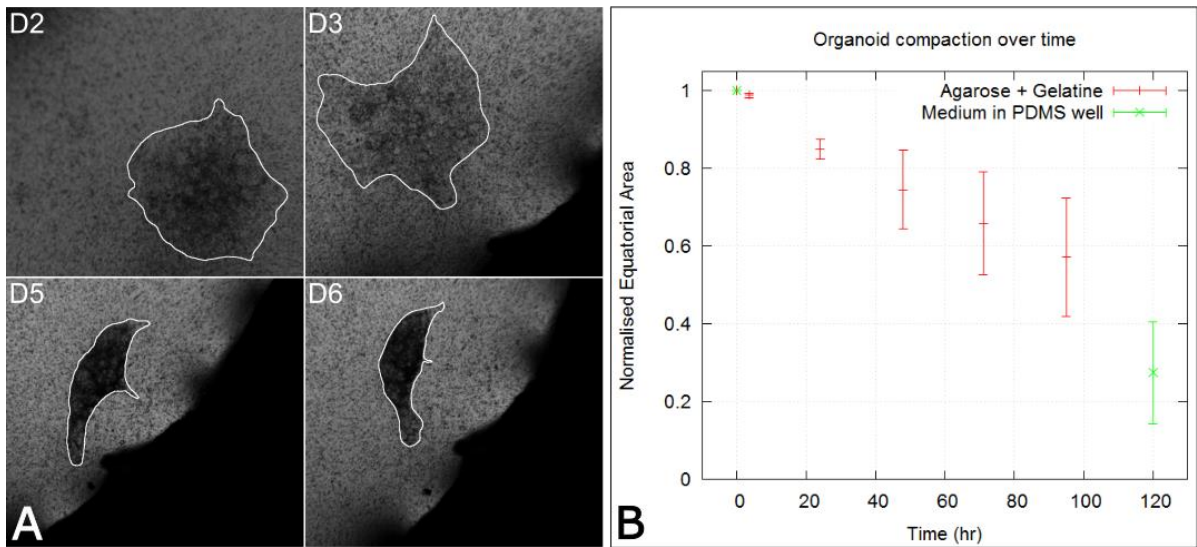 D2
D3
D5
D6
A
Organoid compaction over time
Agarose + Gelatine
Medium in PDMS well
Normalised Equatorial Area
1
0.8
0.6
0.4
0.2
0
0 20 40 60 80 100 120
Time (hr)
B